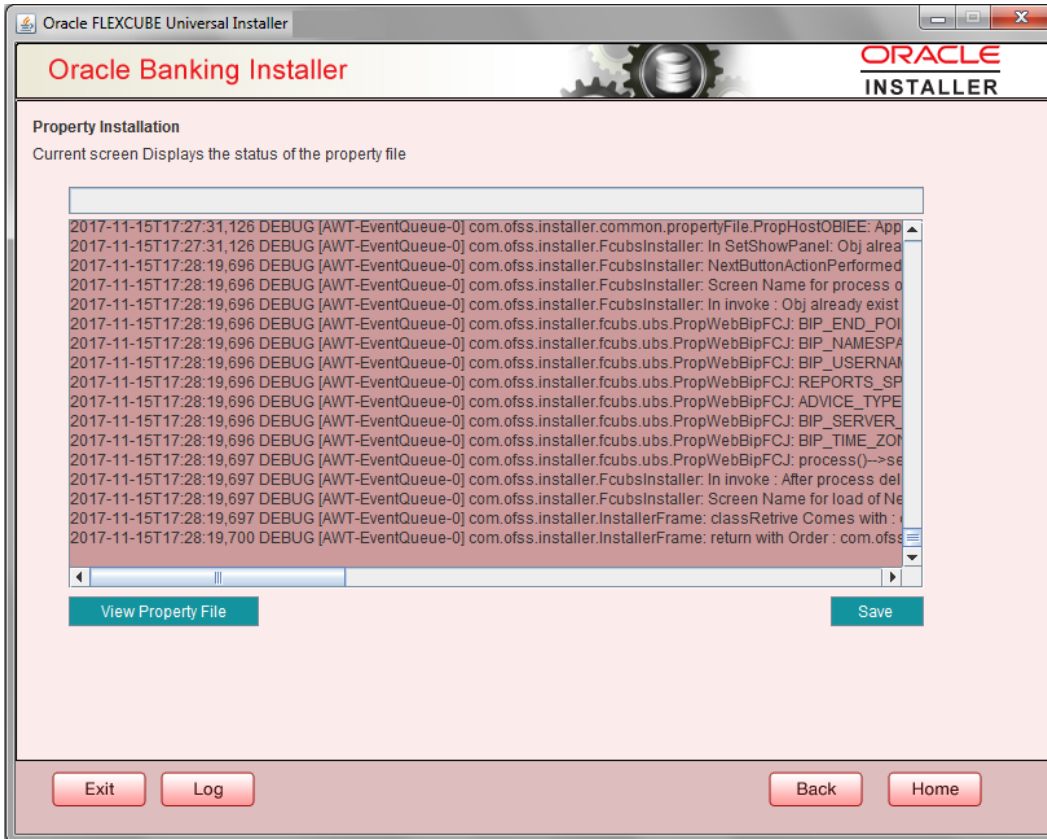 Oracle FLEXCUBE Universal Installer
Oracle Banking Installer
ORACLE
INSTALLER
Property Installation
Current screen Displays the status of the property file
2017-11-15T17:27:31,126 DEBUG [AWT-EventQueue-0] com.ofss.installer.common.propertyFile.PropHostOBIEE: App
2017-11-15T17:27:31,126 DEBUG [AWT-EventQueue-0] com.ofss.installer.FcubsInstaller: In SetShowPanel: Obj alrea
2017-11-15T17:28:19,696 DEBUG [AWT-EventQueue-0] com.ofss.installer.FcubsInstaller: NextButtonActionPerformed
2017-11-15T17:28:19,696 DEBUG [AWT-EventQueue-0] com.ofss.installer.FcubsInstaller: Screen Name for process o
2017-11-15T17:28:19,696 DEBUG [AWT-EventQueue-0] com.ofss.installer.FcubsInstaller: In invoke : Obj already exist
2017-11-15T17:28:19,696 DEBUG [AWT-EventQueue-0] com.ofss.installer.fcubs.ubs.PropWebBipFCJ: BIP_END_POI
2017-11-15T17:28:19,696 DEBUG [AWT-EventQueue-0] com.ofss.installer.fcubs.ubs.PropWebBipFCJ: BIP_NAMESPA
2017-11-15T17:28:19,696 DEBUG [AWT-EventQueue-0] com.ofss.installer.fcubs.ubs.PropWebBipFCJ: BIP_USERNAM
2017-11-15T17:28:19,696 DEBUG [AWT-EventQueue-0] com.ofss.installer.fcubs.ubs.PropWebBipFCJ: REPORTS_SP
2017-11-15T17:28:19,696 DEBUG [AWT-EventQueue-0] com.ofss.installer.fcubs.ubs.PropWebBipFCJ: ADVICE_TYPE
2017-11-15T17:28:19,696 DEBUG [AWT-EventQueue-0] com.ofss.installer.fcubs.ubs.PropWebBipFCJ: BIP_SERVER_
2017-11-15T17:28:19,696 DEBUG [AWT-EventQueue-0] com.ofss.installer.fcubs.ubs.PropWebBipFCJ: BIP_TIME_ZON
2017-11-15T17:28:19,697 DEBUG [AWT-EventQueue-0] com.ofss.installer.fcubs.ubs.PropWebBipFCJ: process()-->se
2017-11-15T17:28:19,697 DEBUG [AWT-EventQueue-0] com.ofss.installer.FcubsInstaller: In invoke : After process del
2017-11-15T17:28:19,697 DEBUG [AWT-EventQueue-0] com.ofss.installer.FcubsInstaller: Screen Name for load of Ne
2017-11-15T17:28:19,697 DEBUG [AWT-EventQueue-0] com.ofss.installer.InstallerFrame: classRetrive Comes with :
2017-11-15T17:28:19,700 DEBUG [AWT-EventQueue-0] com.ofss.installer.InstallerFrame: return with Order : com.ofss
View Property File
Save
Exit
Log
Back
Home